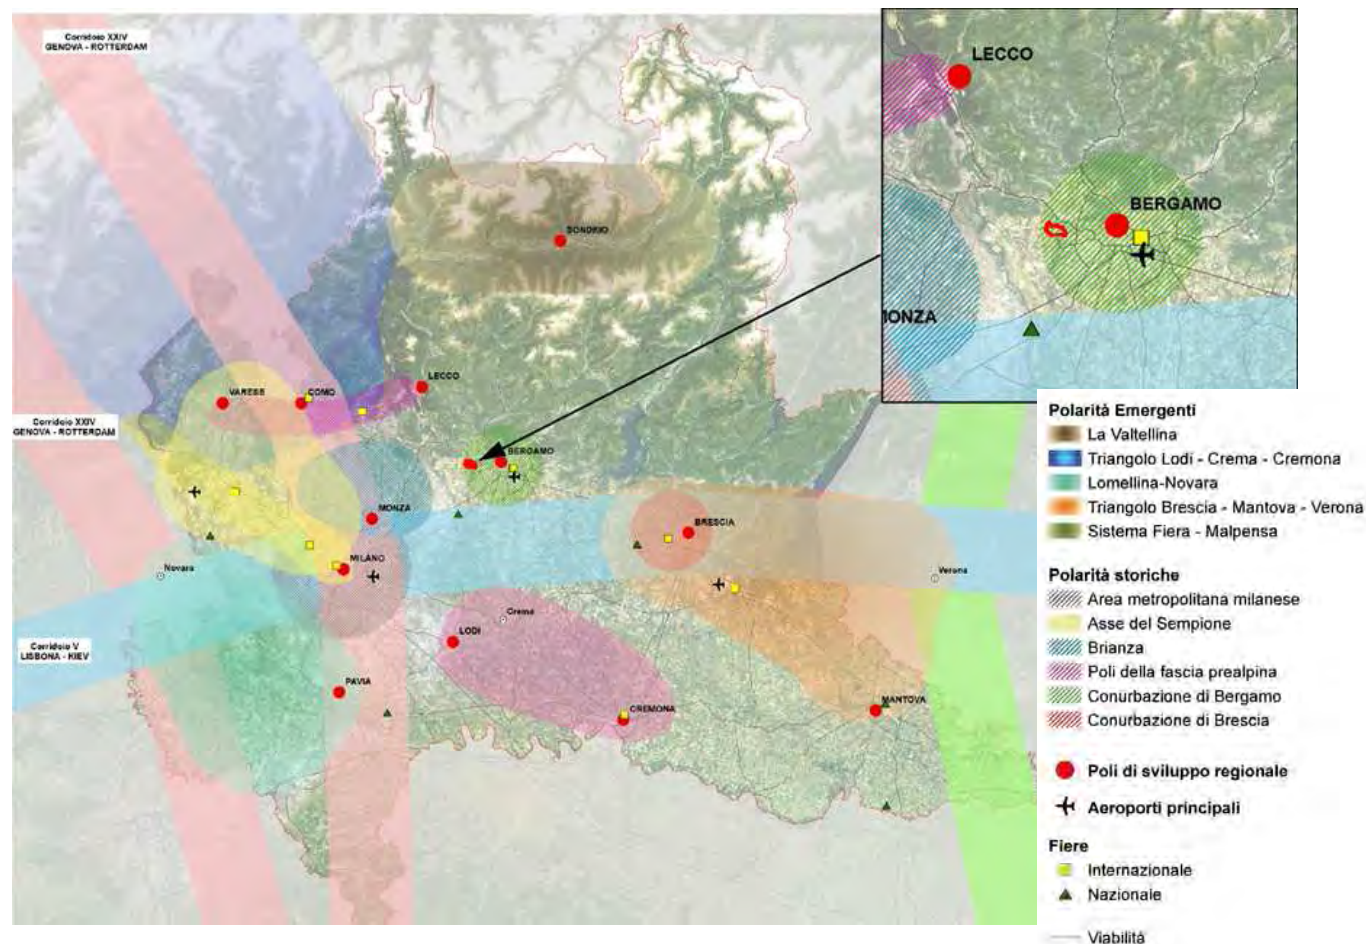 Corridoio XXIV
GENOVA - ROTTERDAM
LECCO
BERGAMO
MONZA
SONDRIO
VARESE
COMO
LECCO
BERGAMO
MONZA
MILANO
BRESCIA
Corridoio XXIV
GENOVA - ROTTERDAM
Novara
Verona
Crema
LODI
Corridoio V
LISBONA - KIEV
PAVIA
CREMONA
MANTOVA
Polarità Emergenti
La Valtellina
Triangolo Lodi - Crema - Cremona
Lomellina-Novara
Triangolo Brescia - Mantova - Verona
Sistema Fiera - Malpensa
Polarità storiche
Area metropolitana milanese
Asse del Sempione
Brianza
Poli della fascia prealpina
Conurbazione di Bergamo
Conurbazione di Brescia
Poli di sviluppo regionale
Aeroporti principali
Fiere
Internazionale
Nazionale
Viabilità